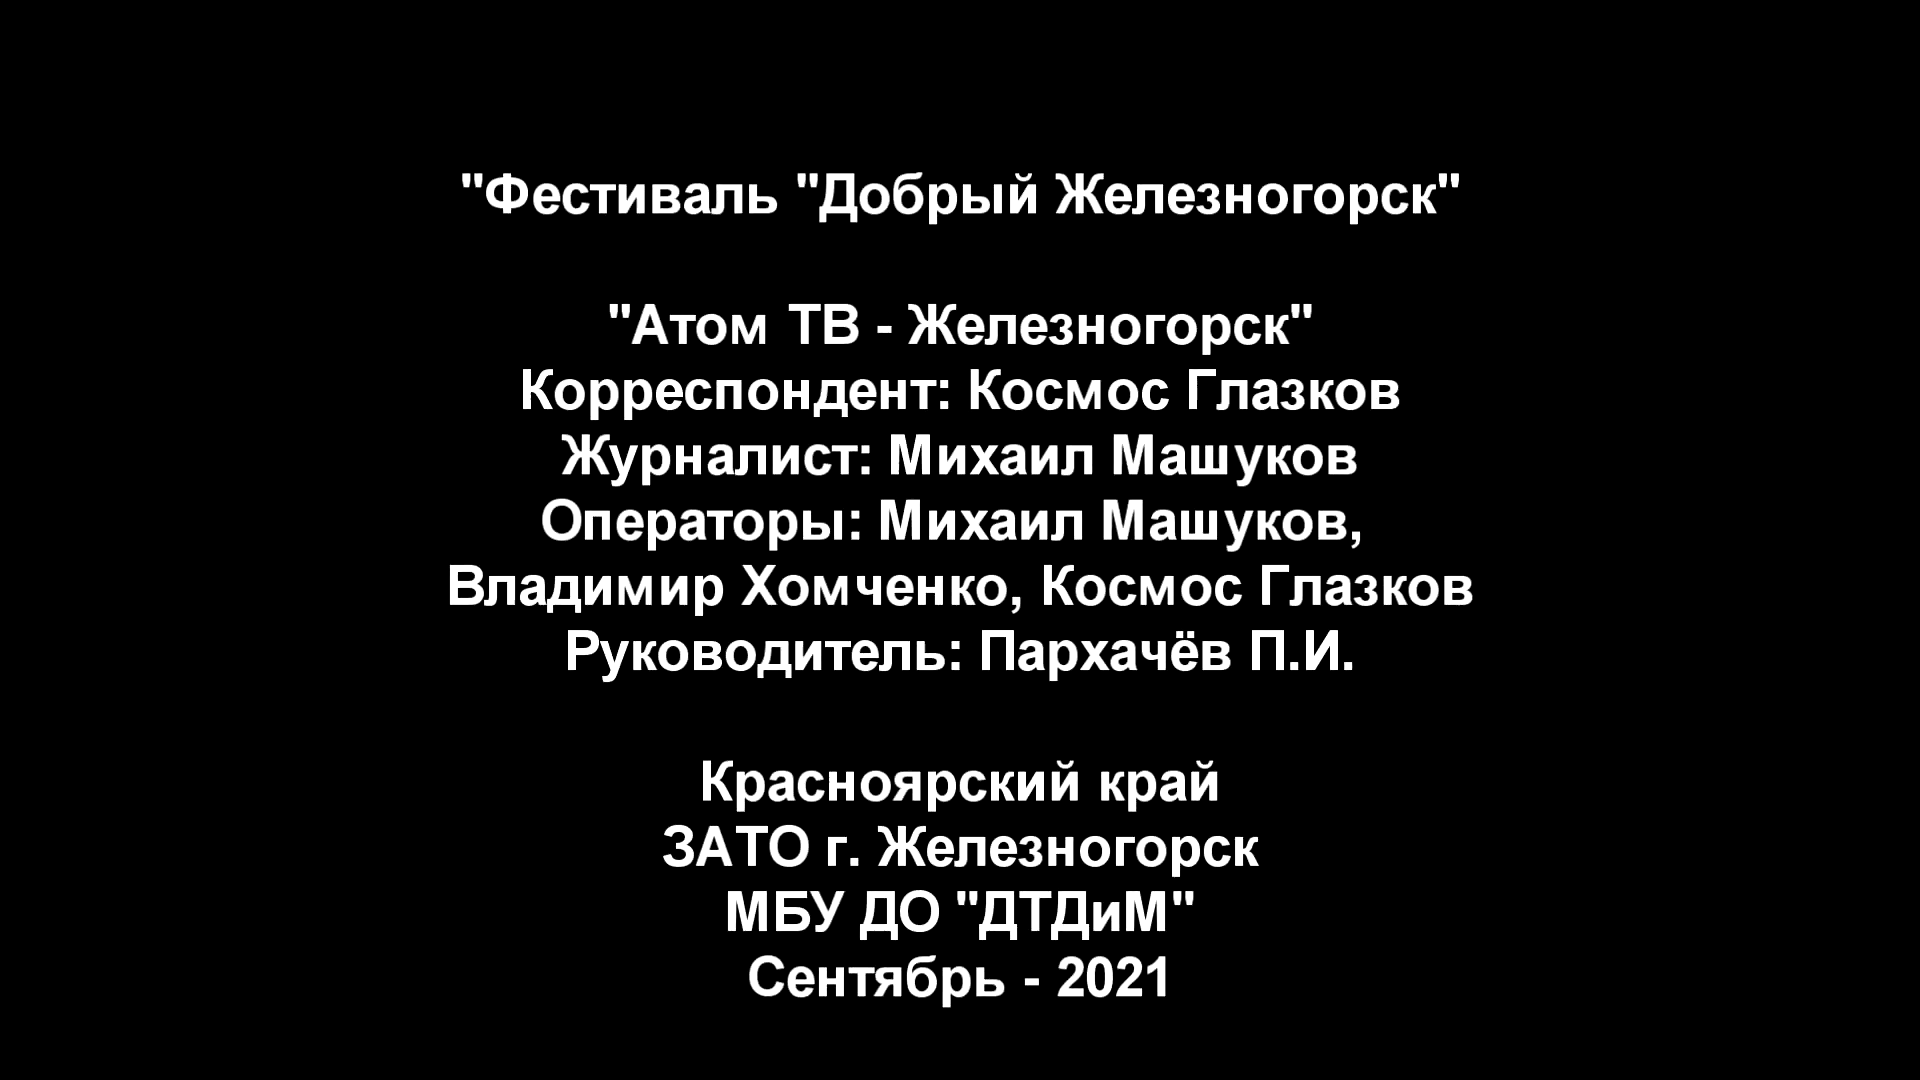 "Фестиваль "Добрый Железногорск"
"Атом ТВ - Железногорск"
Корреспондент: Космос Глазков
Журналист: Михаил Машуков
Операторы: Михаил Машуков,
Владимир Хомченко, Космос Глазков
Руководитель: Пархачёв П.И.
Красноярский край
ЗАТО г. Железногорск
МБУ ДО "ДТДиМ"
Сентябрь - 2021